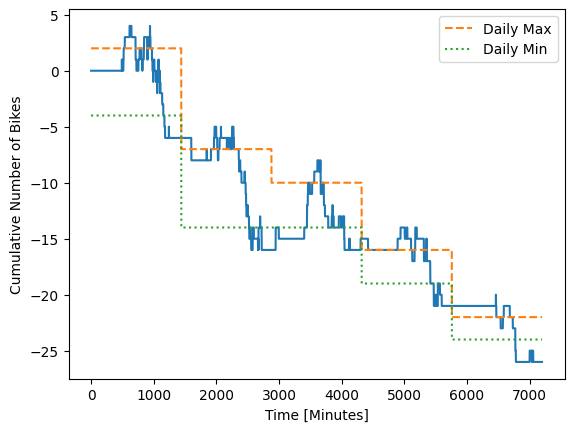 5
0
−5
−10
−15
−20
−25
Cumulative Number of Bikes
Daily Max
Daily Min
0 1000 2000 3000 4000 5000 6000 7000
Time [Minutes]